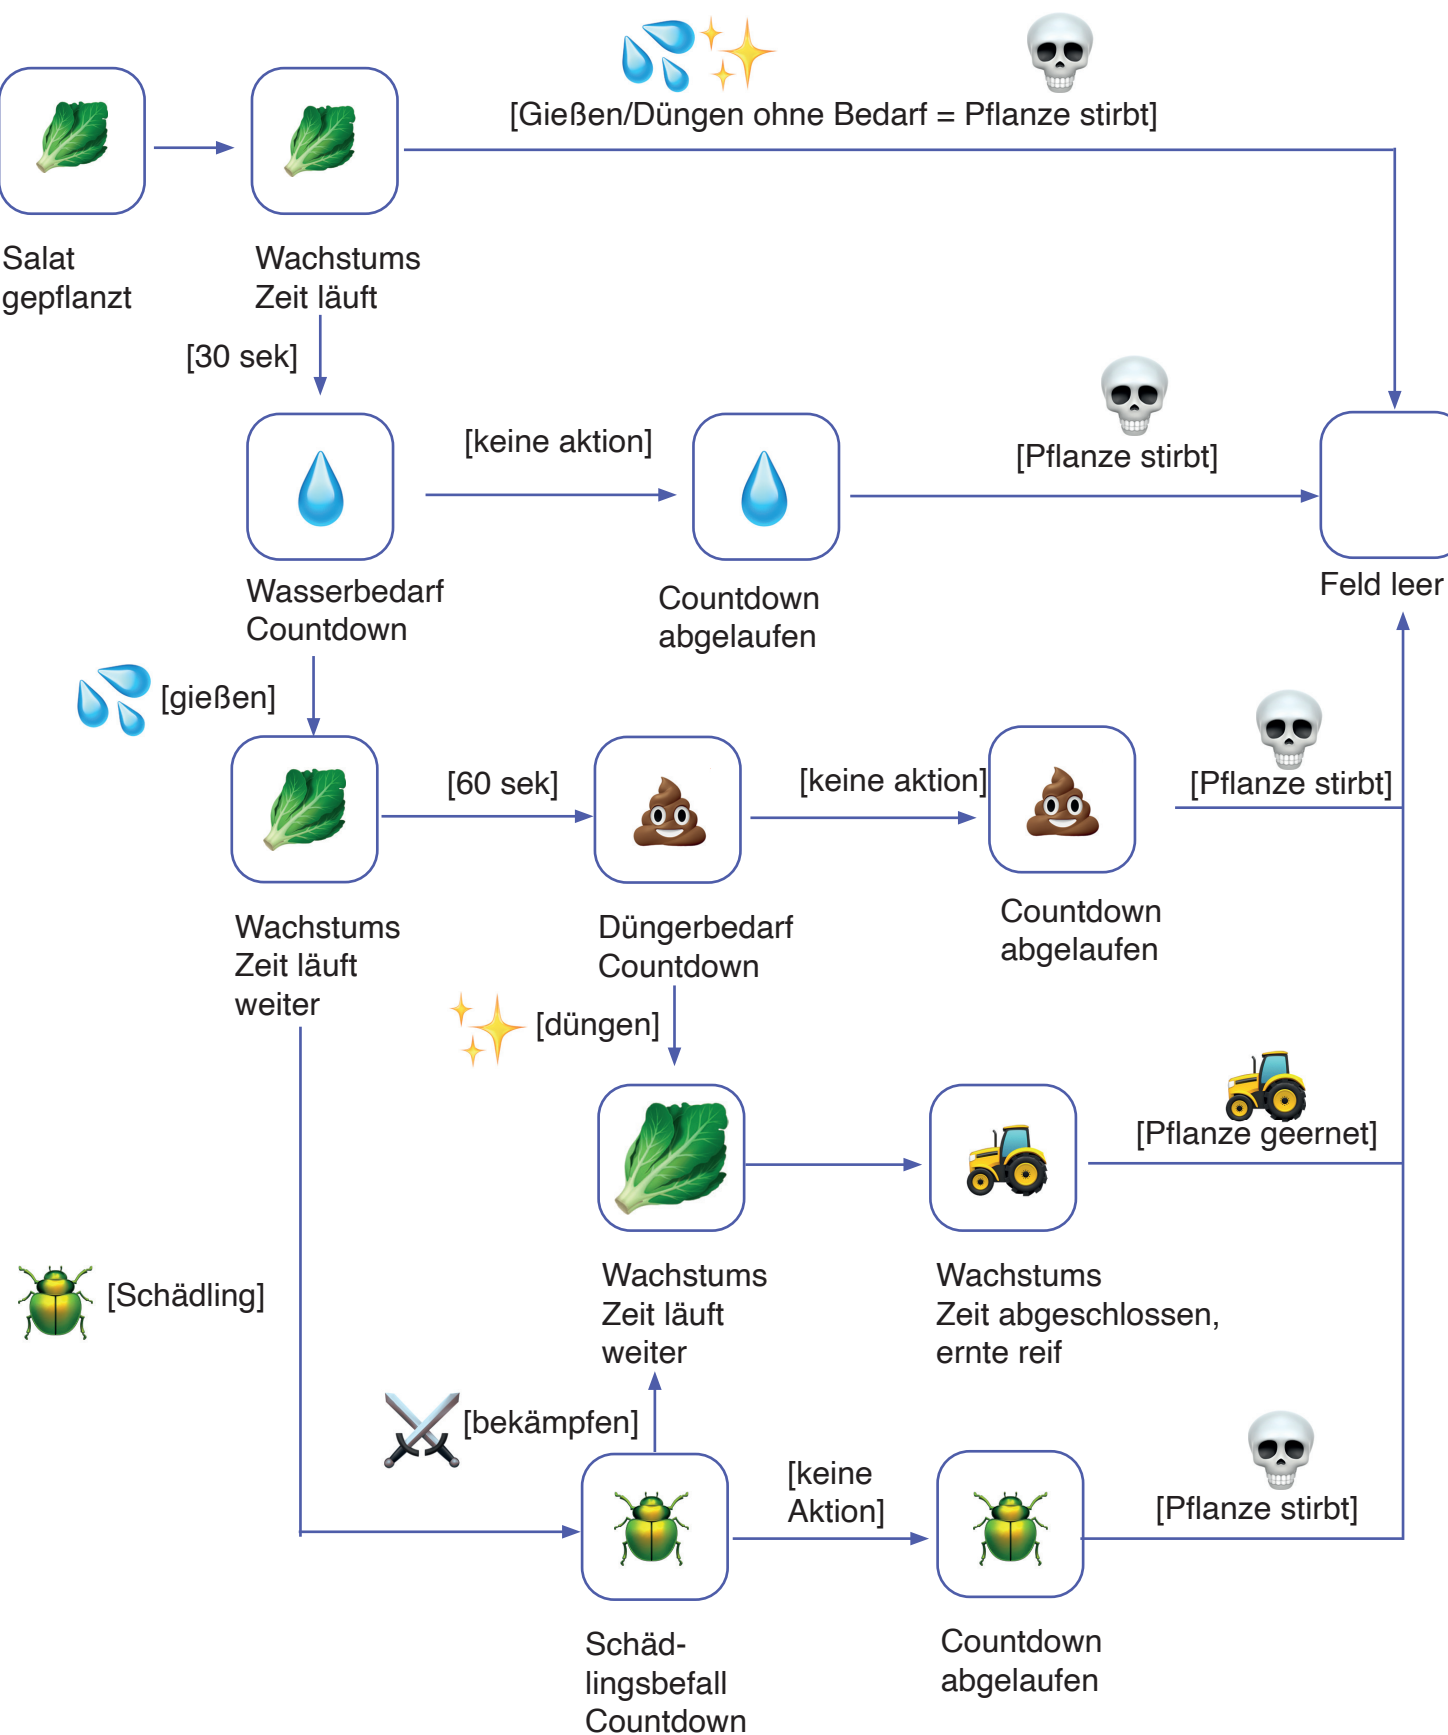 [Gießen/Düngen ohne Bedarf = Pflanze stirbt]
Salat
gepflanzt
Wachstums
Zeit läuft
[30 sek]
[keine aktion]
[Pflanze stirbt]
Wasserbedarf
Countdown
Countdown
abgelaufen
Feld leer
[gießen]
[60 sek]
[keine aktion]
[Pflanze stirbt]
Wachstums
Zeit läuft
weiter
Düngerbedarf
Countdown
Countdown
abgelaufen
[düngen]
[Pflanze geernet]
[Schädling]
Wachstums
Zeit läuft
weiter
Wachstums
Zeit abgeschlossen,
ernte reif
[bekämpfen]
[keine
Aktion]
[Pflanze stirbt]
Schäd-
lingsbefall
Countdown
Countdown
abgelaufen